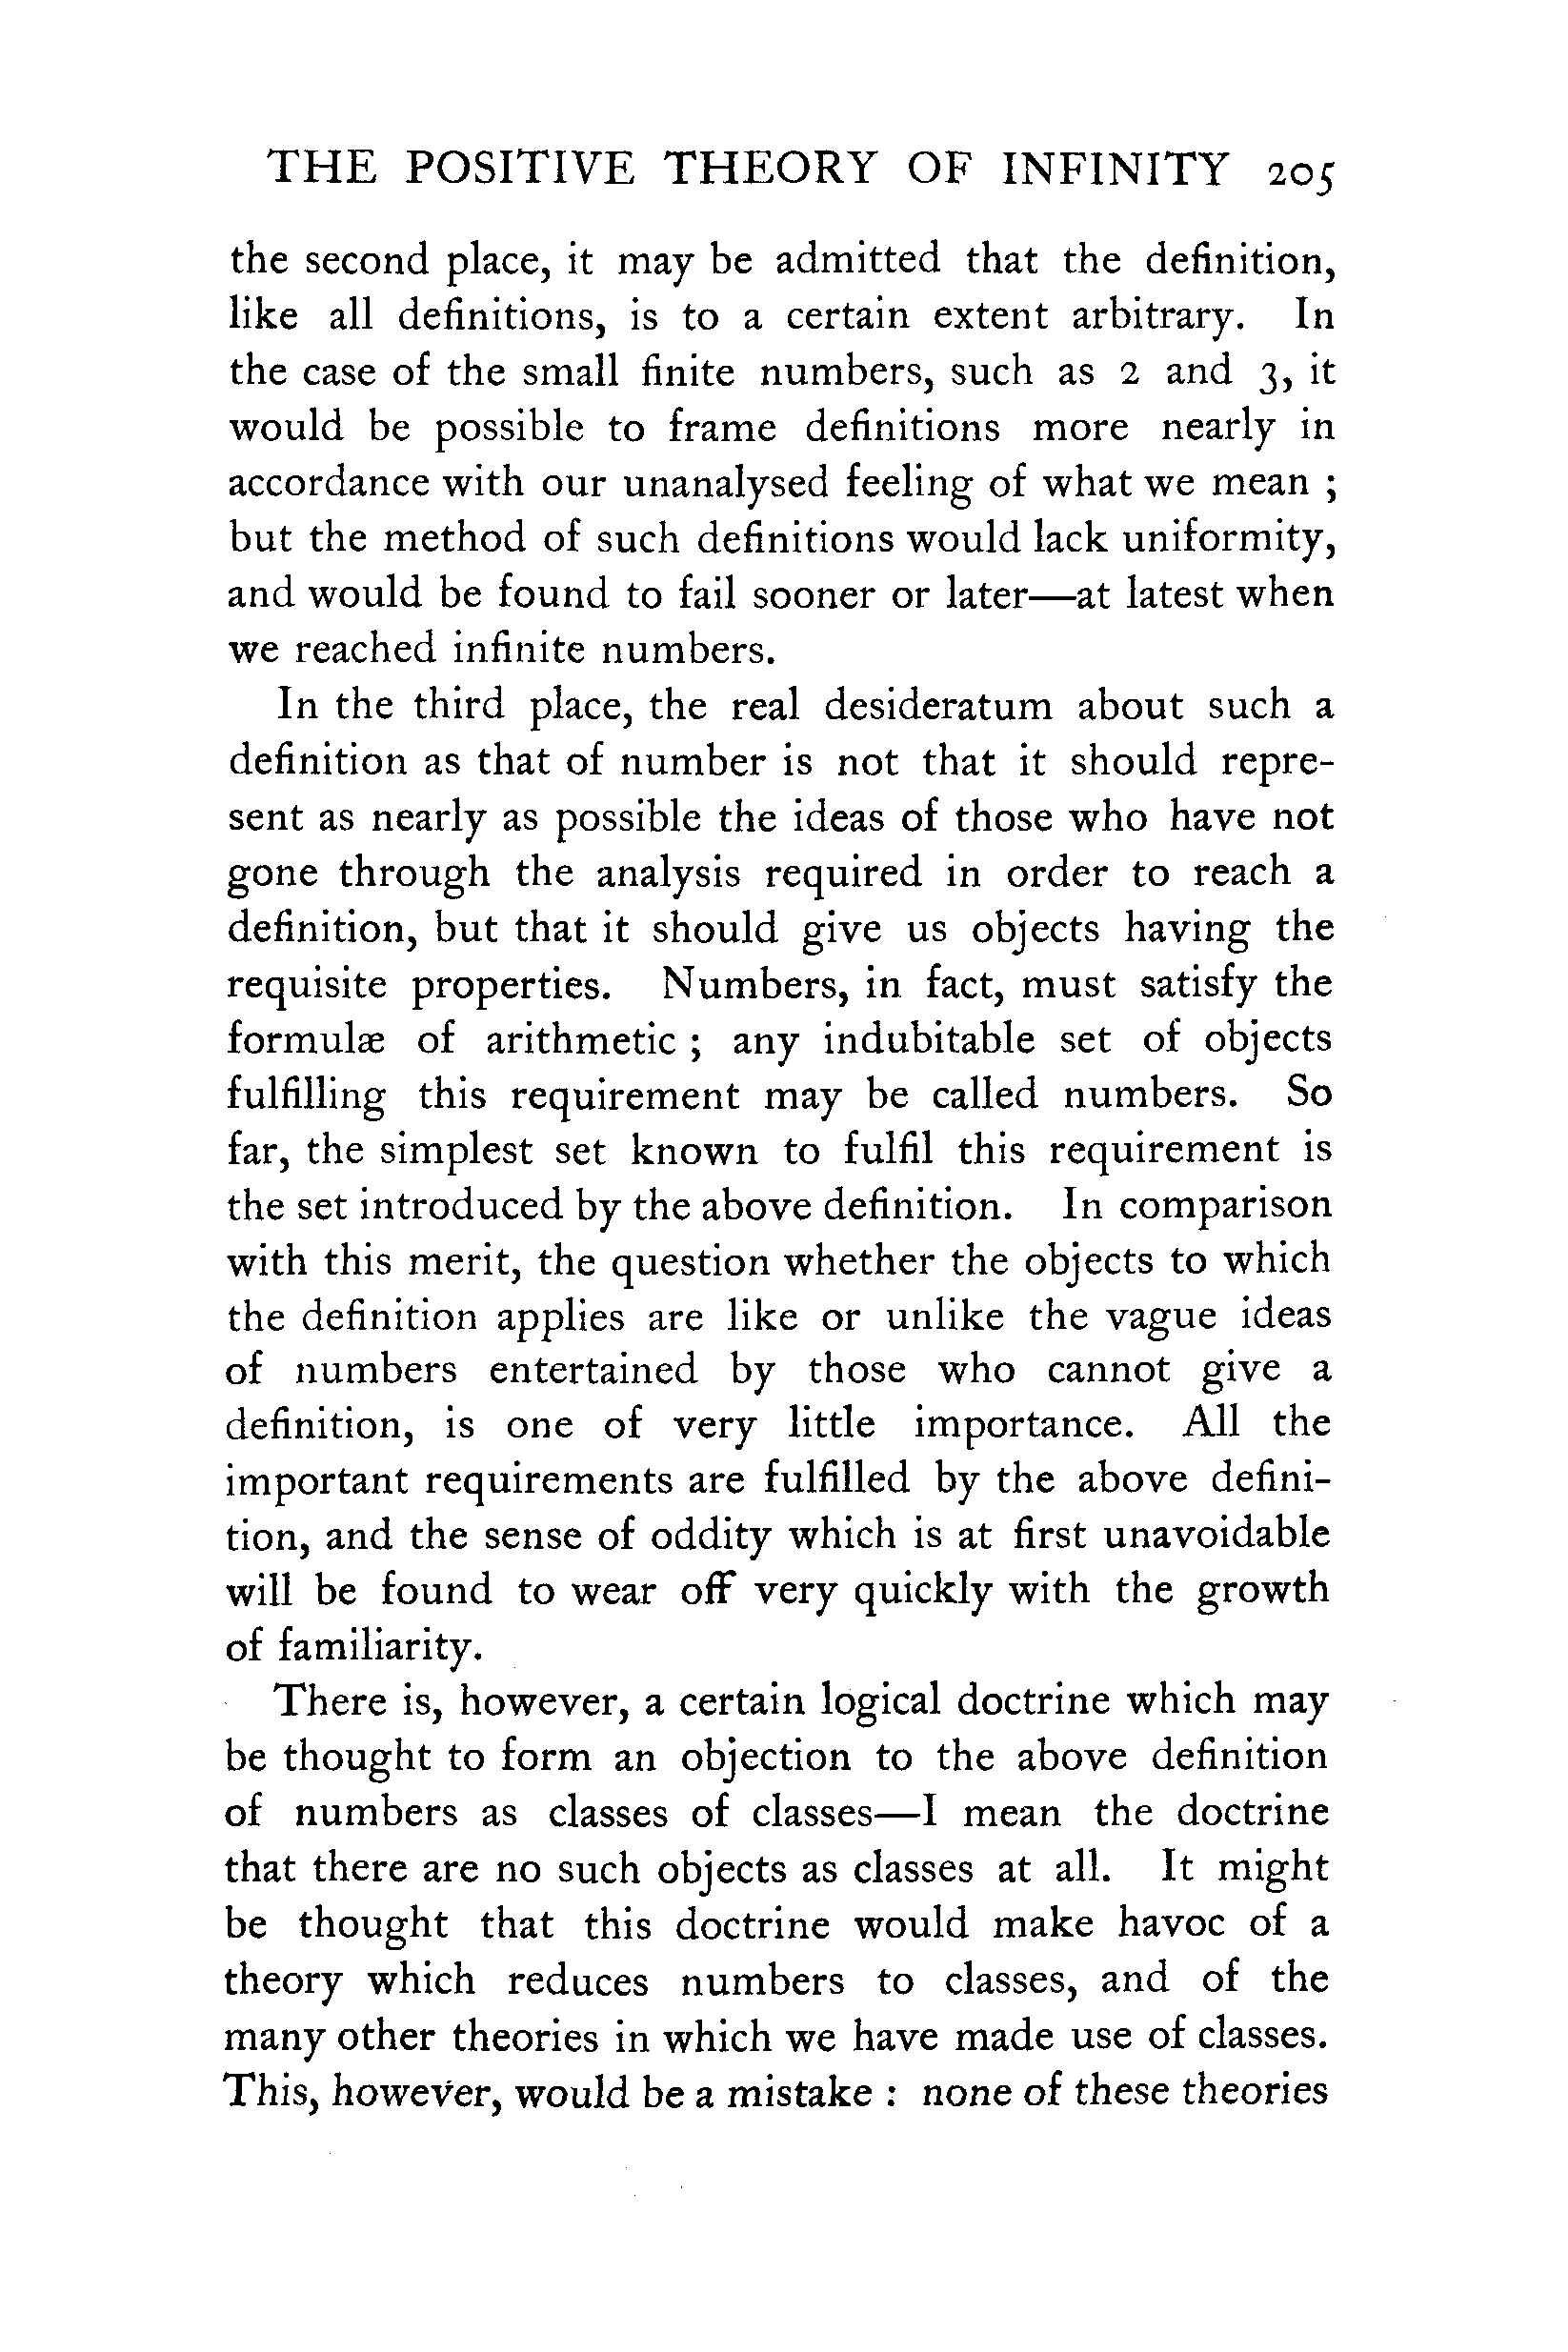 THE POSITIVE THEORY OF INFINITY 205
the second place, it may be admitted that the definition,
like all definitions, is to a certain extent arbitrary. In
the case of the small finite numbers, such as 2 and 3, it
would be possible to frame definitions more nearly in
accordance with our unanalysed feeling of what we mean ;
but the method of such definitions would lack uniformity,
and would be found to fail sooner or later—at latest when
we reached infinite numbers.
In the third place, the real desideratum about such a
definition as that of number is not that it should repre-
sent as nearly as possible the ideas of those who have not
gone through the analysis required in order to reach a
definition, but that it should give us objects having the
requisite properties. Numbers, in fact, must satisfy the
formulæ of arithmetic ; any indubitable set of objects
fulfilling this requirement may be called numbers. So
far, the simplest set known to fulfil this requirement is
the set introduced by the above definition. In comparison
with this merit, the question whether the objects to which
the definition applies are like or unlike the vague ideas
of numbers entertained by those who cannot give a
definition, is one of very little importance. All the
important requirements are fulfilled by the above defini-
tion, and the sense of oddity which is at first unavoidable
will be found to wear off very quickly with the growth
of familiarity.
There is, however, a certain logical doctrine which may
be thought to form an objection to the above definition
of numbers as classes of classes—I mean the doctrine
that there are no such objects as classes at all. It might
be thought that this doctrine would make havoc of a
theory which reduces numbers to classes, and of the
many other theories in which we have made use of classes.
This, however, would be a mistake : none of these theories